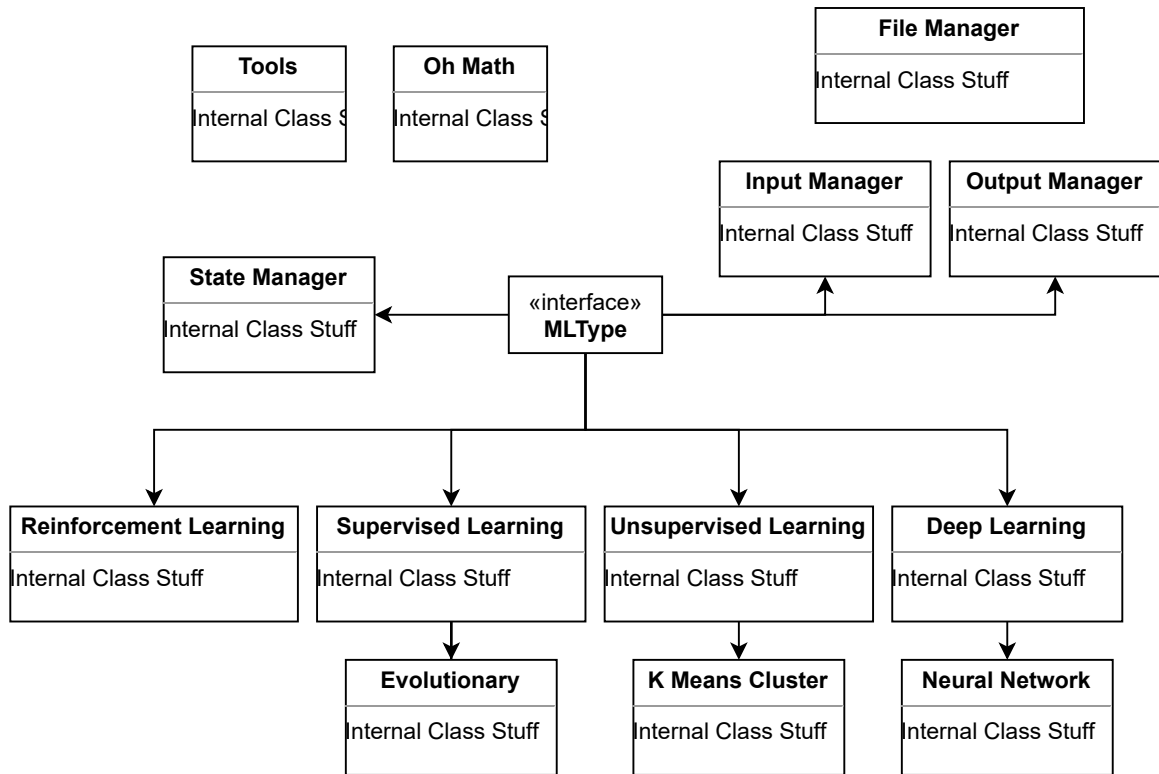 File Manager
Internal Class Stuff
Tools
Internal Class S
Oh Math
Internal Class S
Input Manager
Internal Class Stuff
Output Manager
Internal Class Stuff
State Manager
Internal Class Stuff
«interface»
MLType
Reinforcement Learning
Internal Class Stuff
Supervised Learning
Internal Class Stuff
Unsupervised Learning
Internal Class Stuff
Deep Learning
Internal Class Stuff
Evolutionary
Internal Class Stuff
K Means Cluster
Internal Class Stuff
Neural Network
Internal Class Stuff